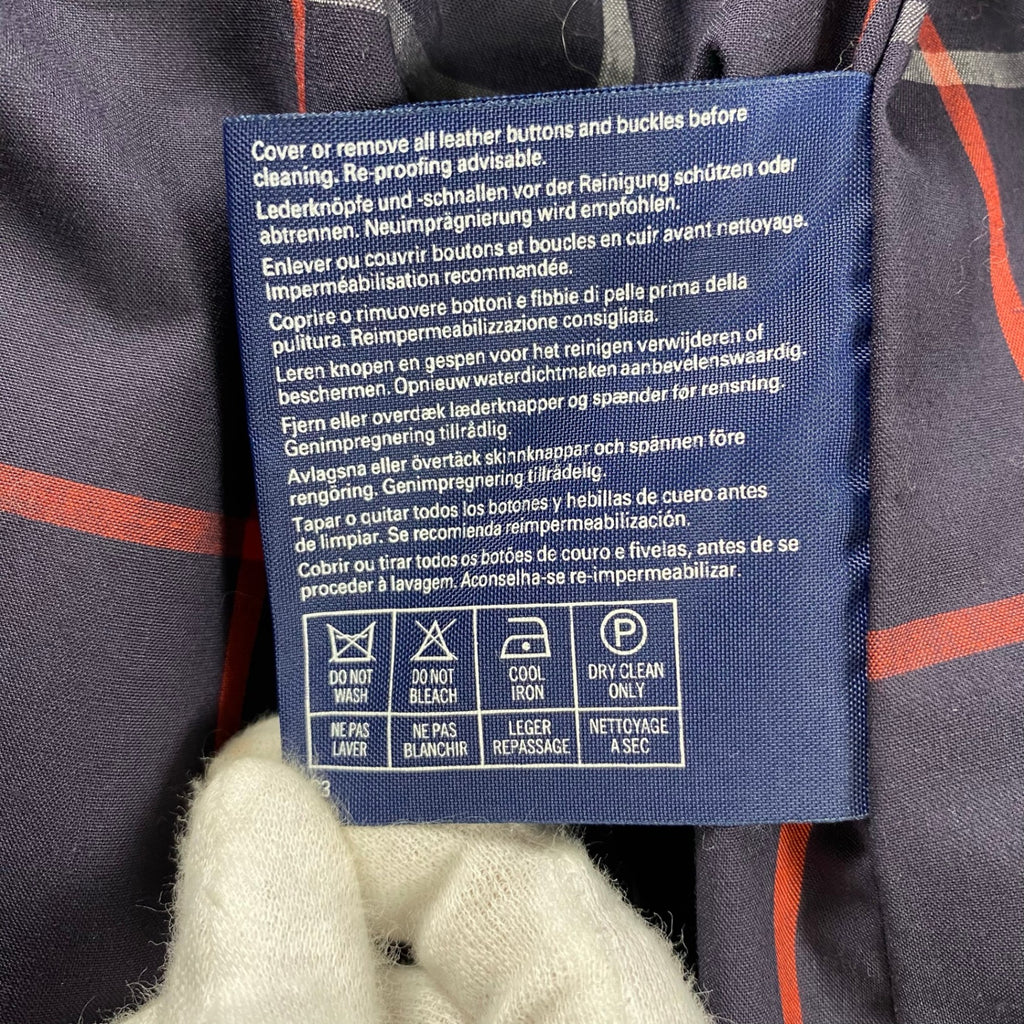 Cover or remove all leather buttons and buckles before
cleaning. Re-proofing advisable.
Lederknöpfe und -schnallen vor der Reinigung schützen oder
abtrennen. Neuimprägnierung wird empfohlen.
Enlever ou couvrir boutons et boucles en cuir avant nettoyage.
Imperméabilisation recommandée.
Coprire o rimuovere bottoni e fibbie di pelle prima della
pulitura. Reimpermeabilizzazione consigliata.
Leren knopen en gespen voor het reinigen verwijderen of
beschermen. Opnieuw waterdichtmaken aanbevelenswaardig.
Fjern eller overdæk læderknapper og spænder før rensning.
Genimpregnering tillrådlig
Avlagsna eller övertäck skinnknappar och spannen före
rengöring. Genimpregnering tillrådelig.
Tapar o quitar todos los botones y hebillas de cuero antes
de limpiar. Se recomienda reimpermeabilización.
Cobrir ou tirar todos os botões de couro e fivelas, antes de se
proceder à lavagem. Aconselha-se re-impermeabilizar.
P
DO NOT WASH
DO NOT BLEACH
COOL IRON
DRY CLEAN ONLY
NE PAS LAVER
NE PAS BLANCHIR
LEGER REPASSAGE
NETTOYAGE A SEC
3